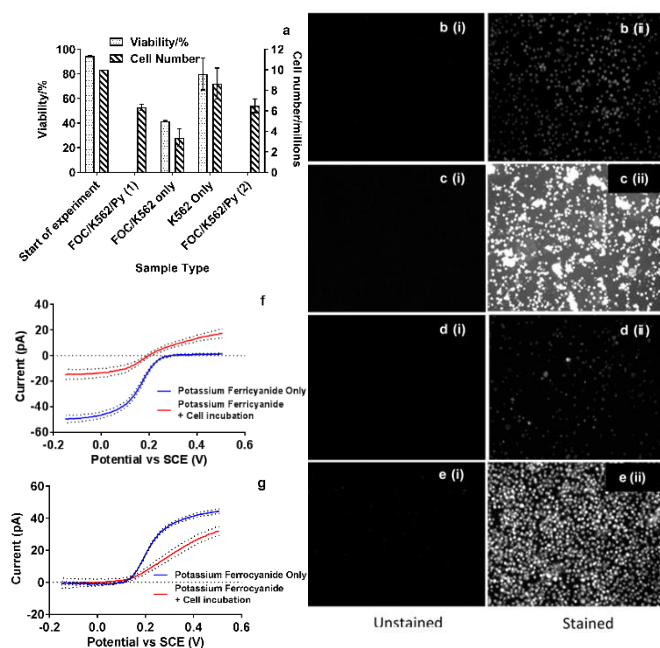 a
Viability/%
Cell Number
100
80
60
40
20
0
Viability/%
12
10
8
6
4
2
0
Cell number/millions
Start of experiment
FOC/K562/Py (1)
FOC/K562 only
K562 Only
FOC/K562/Py (2)
Sample Type
f
40
20
0
-20
-40
-60
Current (pA)
0.0
0.2
0.4
0.6
Potential vs SCE (V)
Potassium Ferricyanide Only
Potassium Ferricyanide
+ Cell incubation
g
60
40
20
0
-20
Current (pA)
0.0
0.2
0.4
0.6
Potential vs SCE (V)
Potassium Ferrocyanide Only
Potassium Ferrocyanide
+ Cell incubation
b (i)
b (ii)
c (i)
c (ii)
d (i)
d (ii)
e (i)
e (ii)
Unstained
Stained